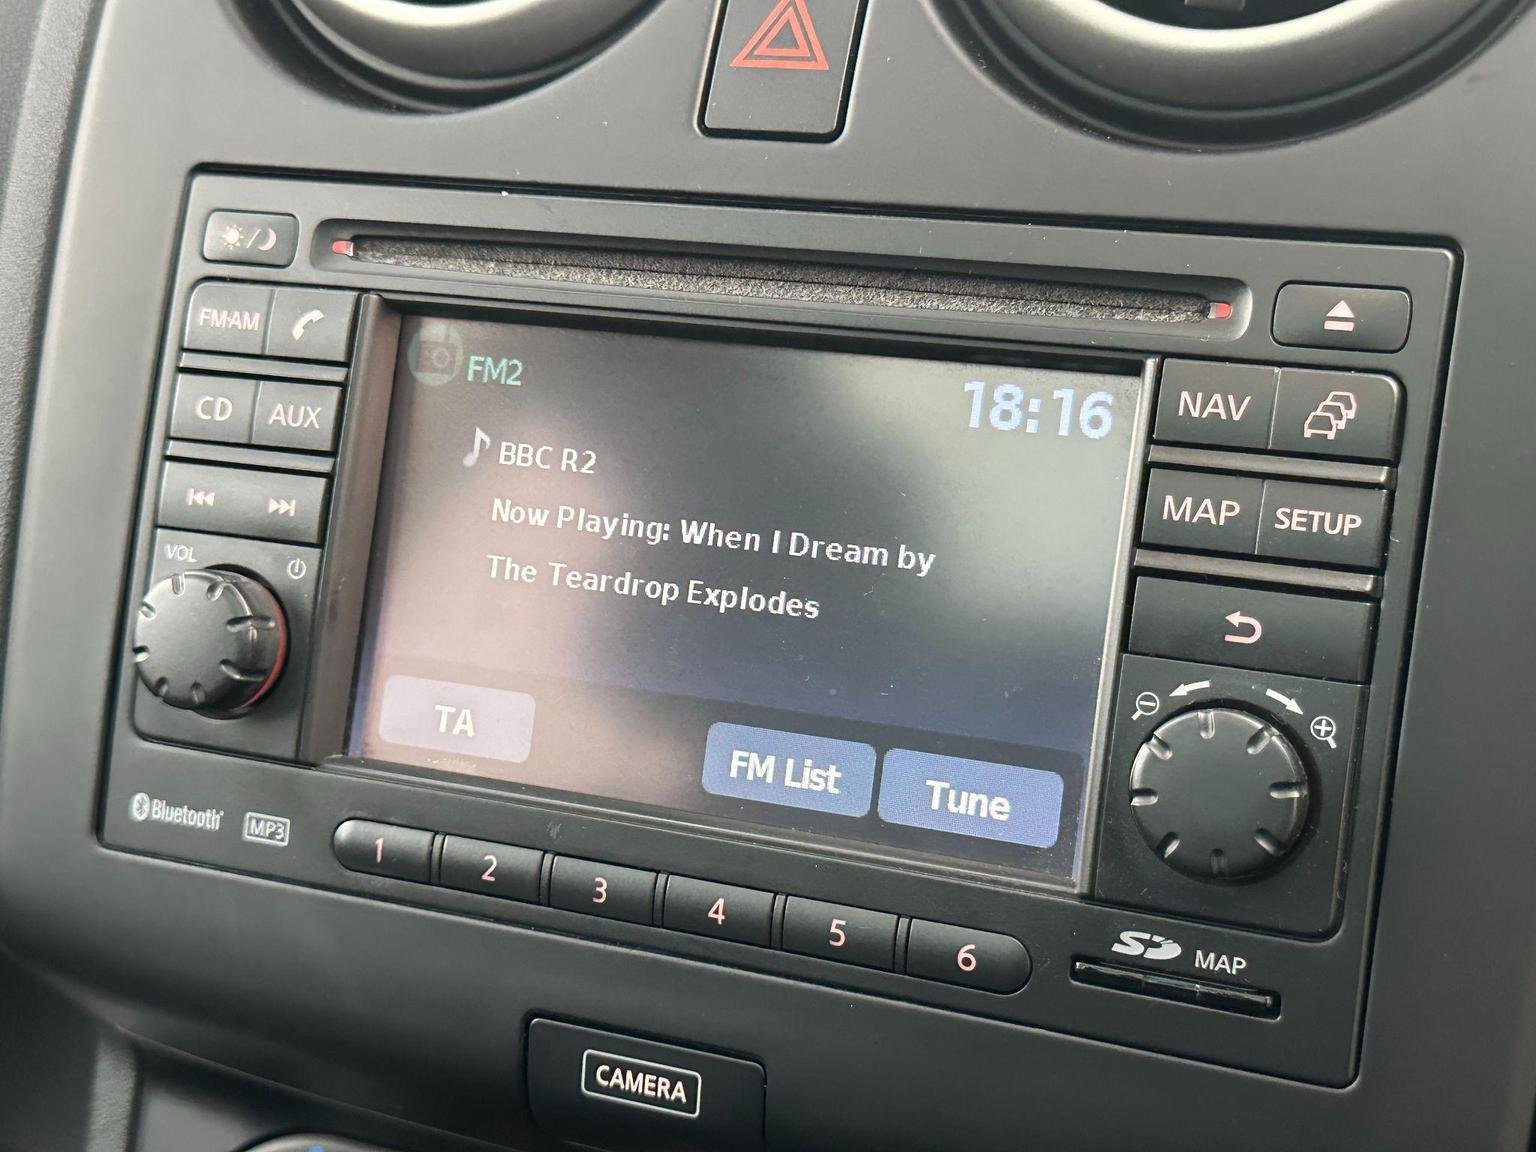 FM·AM
CD
AUX
VOL
FM2
18:16
BBC R2
Now Playing: When I Dream by
The Teardrop Explodes
TA
FM List
Tune
NAV
MAP
SETUP
Bluetooth
MP3
1
2
3
4
5
6
SD
MAP
CAMERA